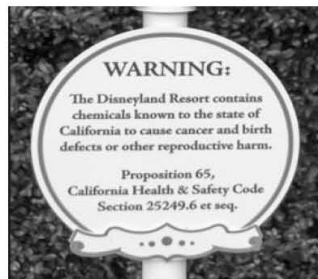 WARNING:
The Disneyland Resort contains
chemicals known to the state of
California to cause cancer and birth
defects or other reproductive harm.
Proposition 65,
California Health & Safety Code
Section 25249.6 et seq.